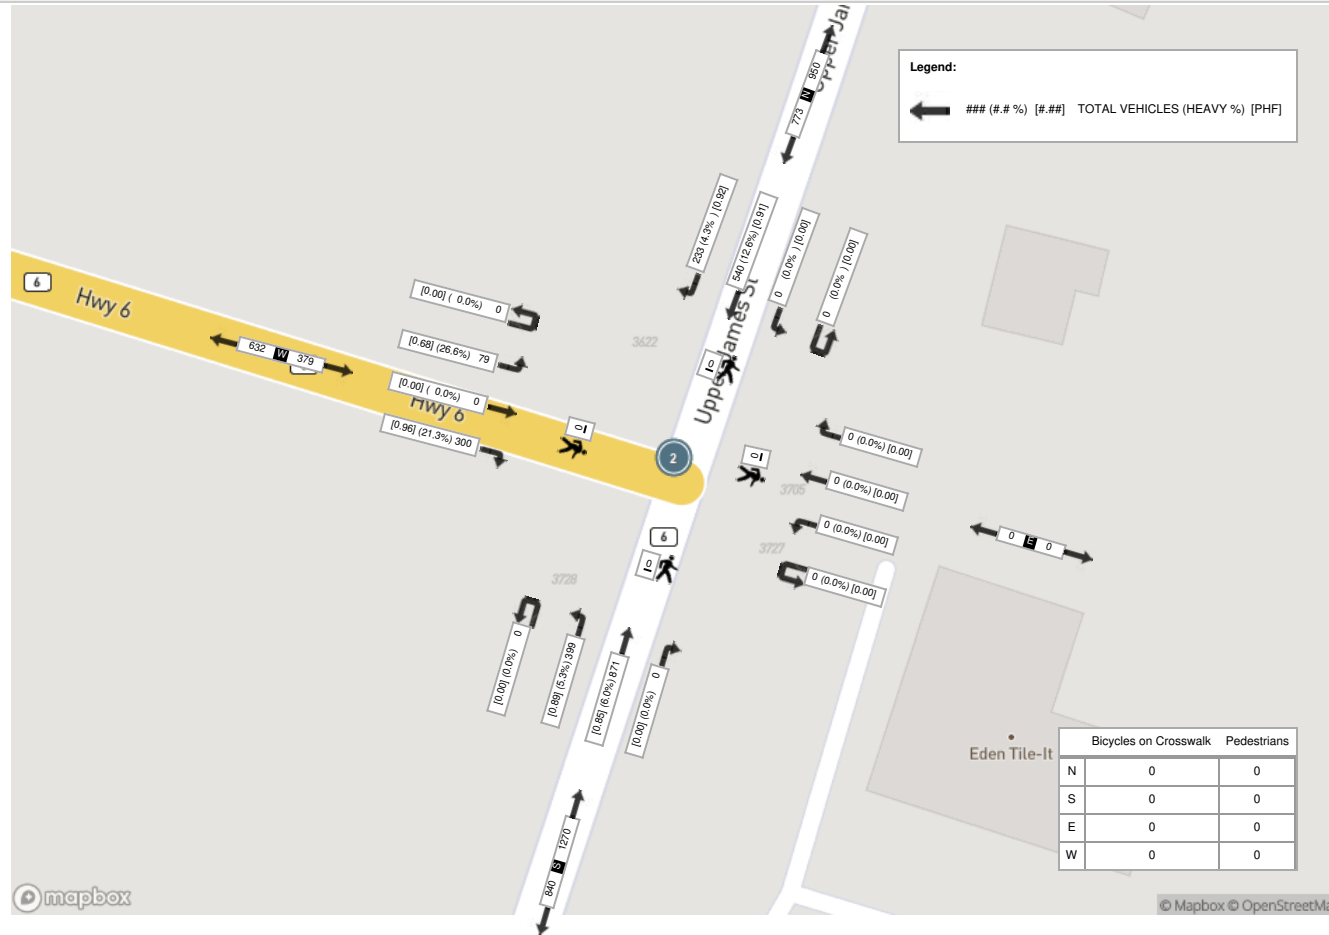 Upper Jar
950
N
773
Legend:
### (#.# %) [#.##] TOTAL VEHICLES (HEAVY %) [PHF]
233 (4.3% ) [0.92]
540 (12.6%) [0.91]
0 (0.0% ) [0.00]
0 (0.0% ) [0.00]
6
Hwy 6
[0.00] ( 0.0%) 0
[0.68] (26.6%) 79
[0.00] ( 0.0%) 0
[0.96] (21.3%) 300
632 W 379
Hwy 6
3622
Upper James St
0
0
0
2
0 (0.0%) [0.00]
0 (0.0%) [0.00]
0 (0.0%) [0.00]
0 (0.0%) [0.00]
3705
3727
0 E 0
6
0
3728
[0.00] (0.0%) 0
[0.89] (5.3%) 399
[0.85] (6.0%) 871
[0.00] (0.0%) 0
1270
S
840
Eden Tile-It
Bicycles on Crosswalk Pedestrians
N 0 0
S 0 0
E 0 0
W 0 0
mapbox
© Mapbox © OpenStreetMa